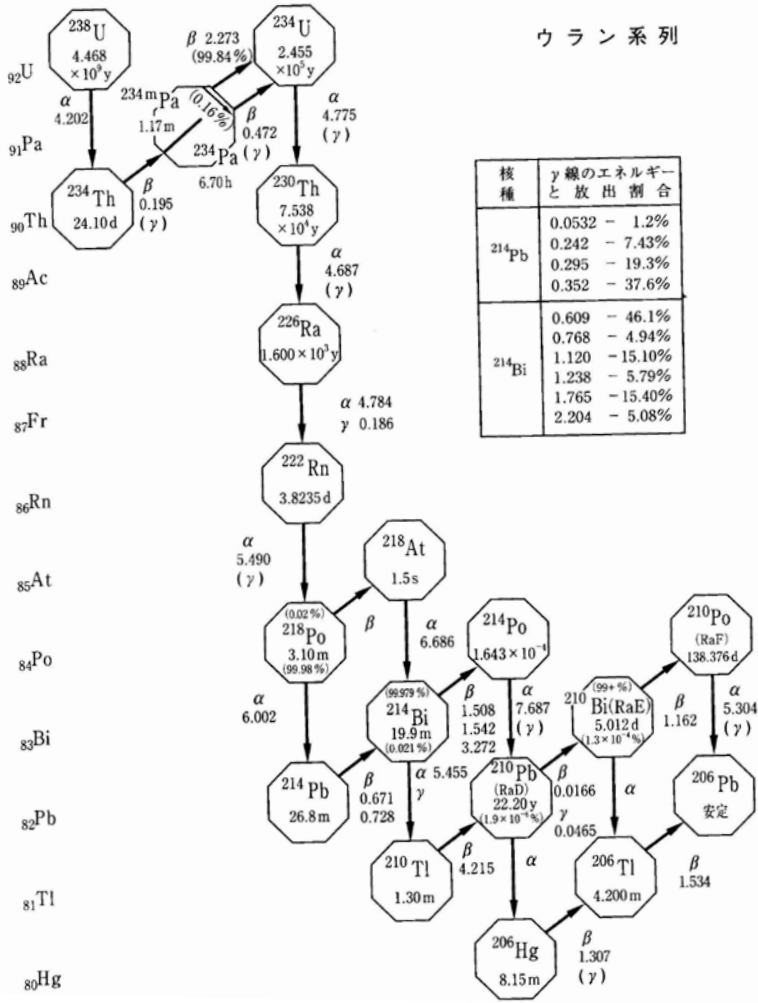 ウラン系列
₉₂U
₉₁Pa
₉₀Th
₈₉Ac
₈₈Ra
₈₇Fr
₈₆Rn
₈₅At
₈₄Po
₈₃Bi
₈₂Pb
₈₁Tl
₈₀Hg
²³⁸U
4.468
×10⁹y
α
4.202
²³⁴Th
24.10d
β
0.195
(γ)
²³⁴ᵐPa
1.17m
(0.16%)
²³⁴Pa
6.70h
β 2.273
(99.84%)
β
0.472
(γ)
²³⁴U
2.455
×10⁵y
α
4.775
(γ)
²³⁰Th
7.538
×10⁴y
α
4.687
(γ)
²²⁶Ra
1.600×10³y
α 4.784
γ 0.186
²²²Rn
3.8235d
α
5.490
(γ)
(0.02%)
²¹⁸Po
3.10m
(99.98%)
β
²¹⁸At
1.5s
α
6.686
α
6.002
²¹⁴Pb
26.8m
β
0.671
0.728
(99.979%)
²¹⁴Bi
19.9m
(0.021%)
β
1.508
1.542
3.272
α 5.455
γ
²¹⁴Po
1.643×10⁻⁴
α
7.687
(γ)
²¹⁰Tl
1.30m
β
4.215
²¹⁰Pb
(RaD)
22.20y
(1.9×10⁻⁶%)
β
0.0166
γ
0.0465
α
²⁰⁶Hg
8.15m
β
1.307
(γ)
(99+%)
²¹⁰Bi(RaE)
5.012d
(1.3×10⁻⁴%)
β
1.162
α
²⁰⁶Tl
4.200m
β
1.534
²¹⁰Po
(RaF)
138.376d
α
5.304
(γ)
²⁰⁶Pb
安定
核種 γ線のエネルギーと放出割合
²¹⁴Pb
0.0532 - 1.2%
0.242 - 7.43%
0.295 - 19.3%
0.352 - 37.6%
²¹⁴Bi
0.609 - 46.1%
0.768 - 4.94%
1.120 -15.10%
1.238 - 5.79%
1.765 -15.40%
2.204 - 5.08%